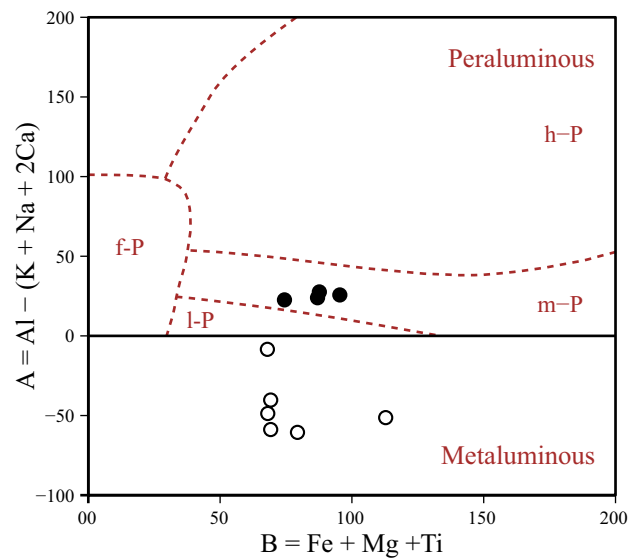 200
Peraluminous
150
h−P
100
f-P
50
m−P
l-P
0
−50
Metaluminous
−100
00 50 100 150 200
B = Fe + Mg +Ti
A = Al − (K + Na + 2Ca)